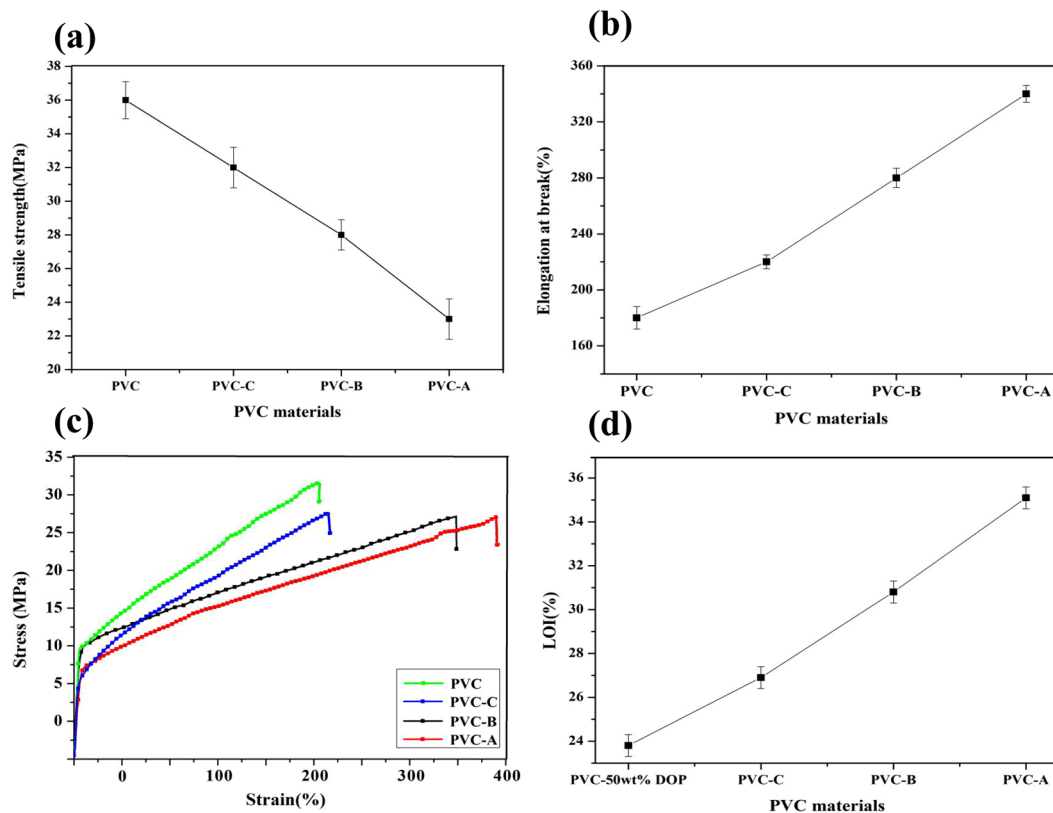 (a)
38
36
34
32
30
28
26
24
22
20
Tensile strength(MPa)
PVC
PVC-C
PVC-B
PVC-A
PVC materials
(b)
360
320
280
240
200
160
Elongation at break(%)
PVC
PVC-C
PVC-B
PVC-A
PVC materials
(c)
35
30
25
20
15
10
5
0
Stress (MPa)
PVC
PVC-C
PVC-B
PVC-A
0
100
200
300
400
Strain(%)
(d)
36
34
32
30
28
26
24
LOI(%)
PVC-50wt% DOP
PVC-C
PVC-B
PVC-A
PVC materials